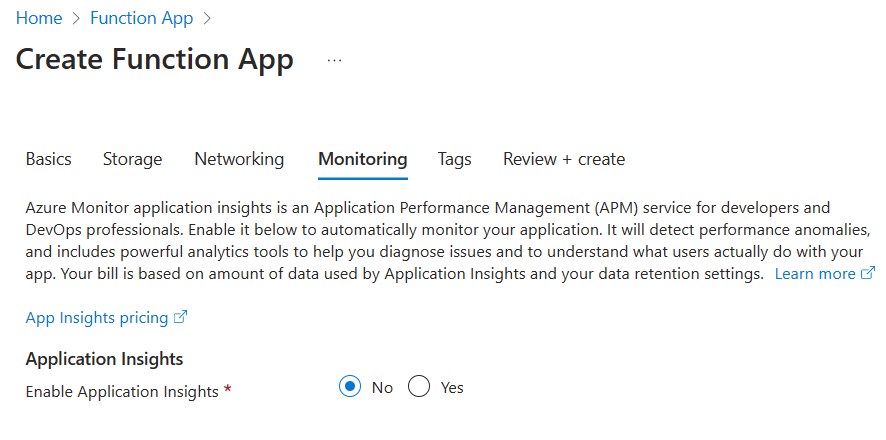 Home > Function App >
Create Function App ...
Basics Storage Networking Monitoring Tags Review + create
Azure Monitor application insights is an Application Performance Management (APM) service for developers and
DevOps professionals. Enable it below to automatically monitor your application. It will detect performance anomalies,
and includes powerful analytics tools to help you diagnose issues and to understand what users actually do with your
app. Your bill is based on amount of data used by Application Insights and your data retention settings. Learn more
App Insights pricing
Application Insights
Enable Application Insights * No Yes